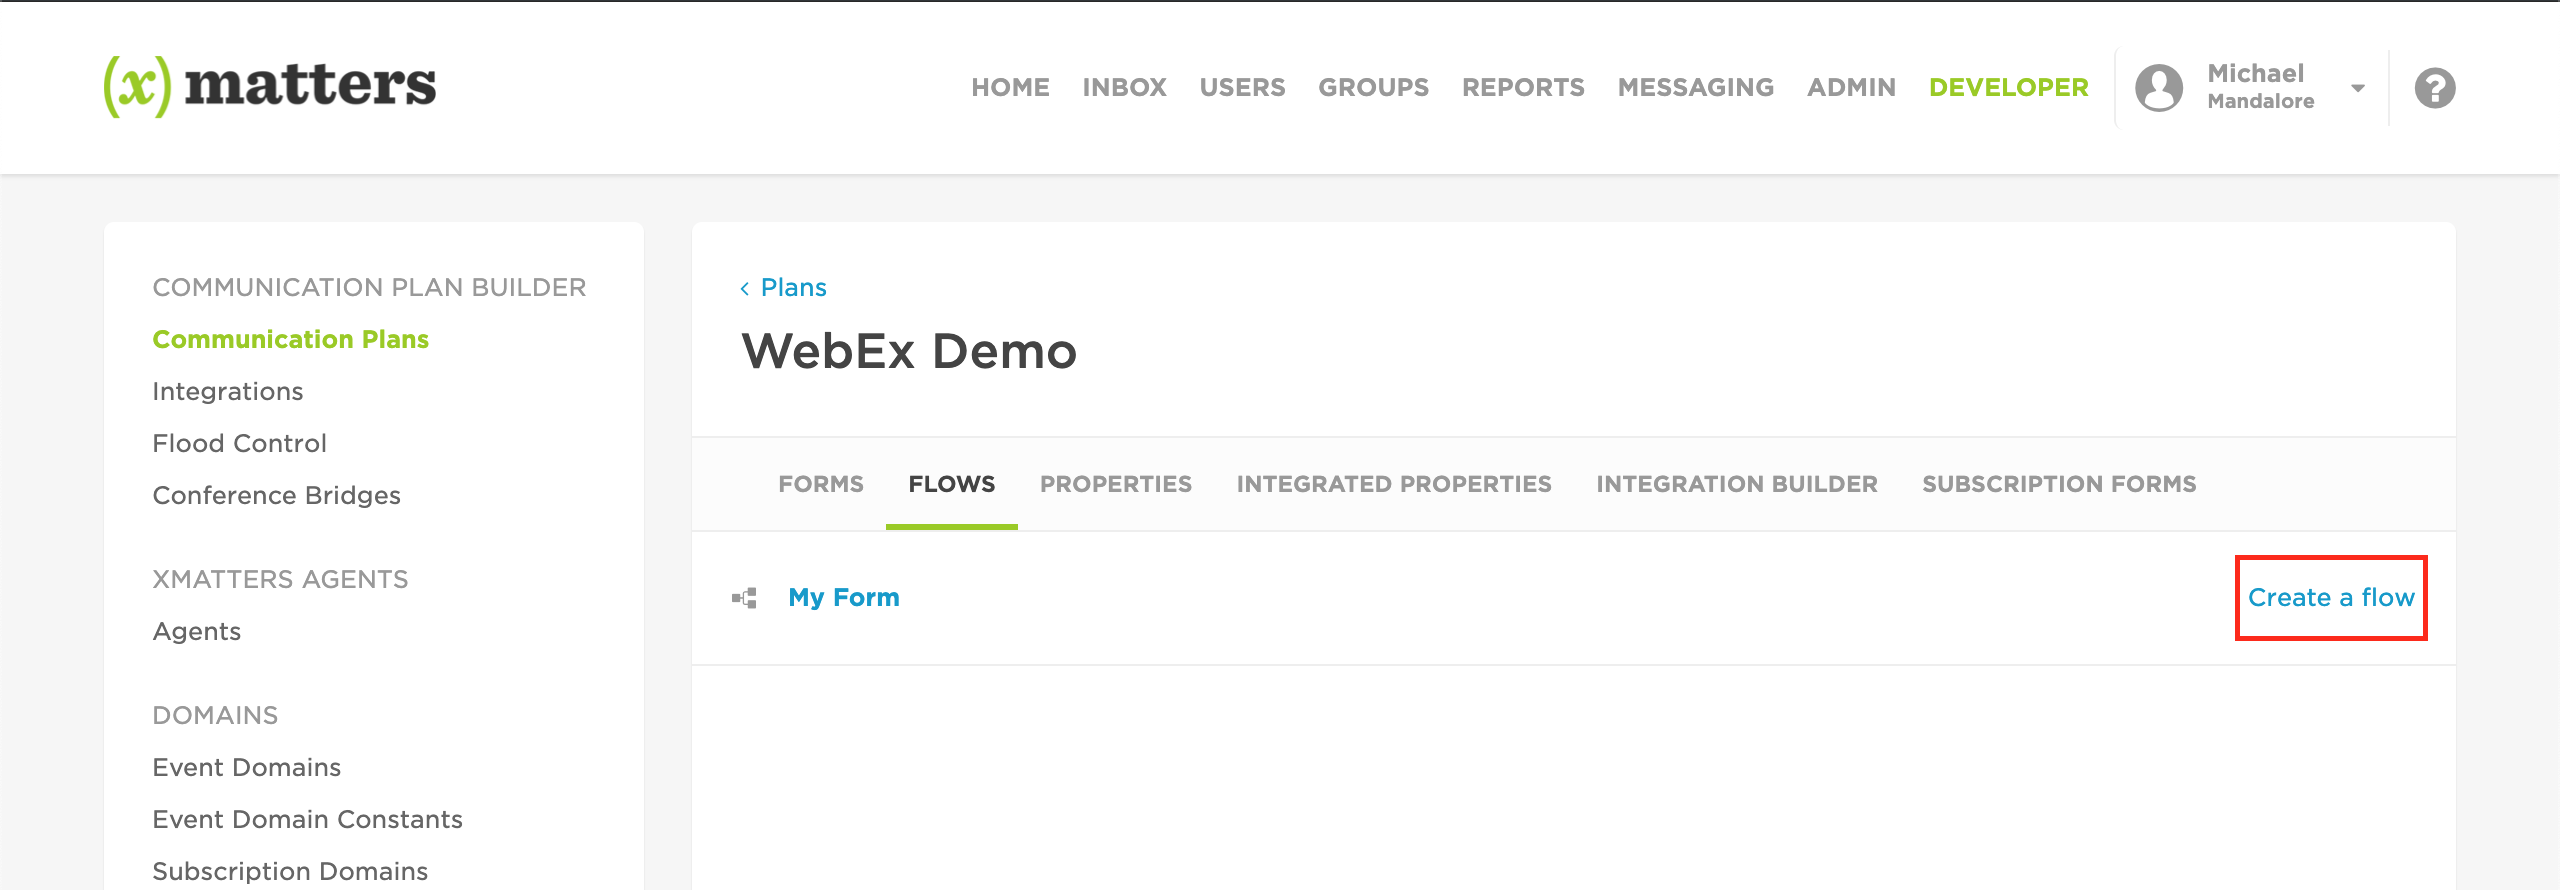 (x) matters
HOME INBOX USERS GROUPS REPORTS MESSAGING ADMIN DEVELOPER
Michael
Mandalore
?
COMMUNICATION PLAN BUILDER
Communication Plans
Integrations
Flood Control
Conference Bridges
XMATTERS AGENTS
Agents
DOMAINS
Event Domains
Event Domain Constants
Subscription Domains
‹ Plans
WebEx Demo
FORMS FLOWS PROPERTIES INTEGRATED PROPERTIES INTEGRATION BUILDER SUBSCRIPTION FORMS
My Form Create a flow